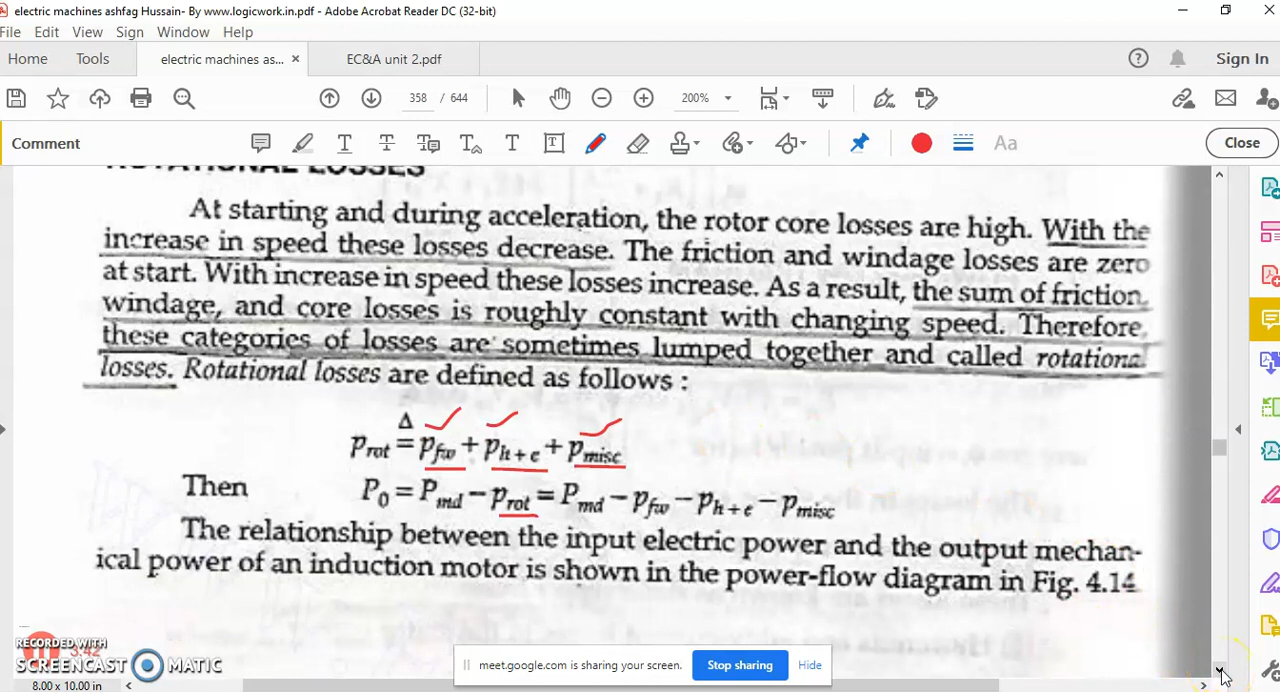 electric machines ashfag Hussain- By www.logicwork.in.pdf - Adobe Acrobat Reader DC (32-bit)
File Edit View Sign Window Help
Home Tools electric machines as... × EC&A unit 2.pdf Sign In
358 / 644 200%
Comment Close
ROTATIONAL LOSSES
At starting and during acceleration, the rotor core losses are high. With the
increase in speed these losses decrease. The friction and windage losses are zero
at start. With increase in speed these losses increase. As a result, the sum of friction,
windage, and core losses is roughly constant with changing speed. Therefore,
these categories of losses are sometimes lumped together and called rotationa
losses. Rotational losses are defined as follows :
Δ
p_rot = p_fw + p_h+e + p_misc
Then P_0 = P_md − p_rot = P_md − p_fw − p_h+e − p_misc
The relationship between the input electric power and the output mechan-
ical power of an induction motor is shown in the power-flow diagram in Fig. 4.14
3:42
RECORDED WITH
SCREENCAST MATIC
meet.google.com is sharing your screen. Stop sharing Hide
8.00 x 10.00 in